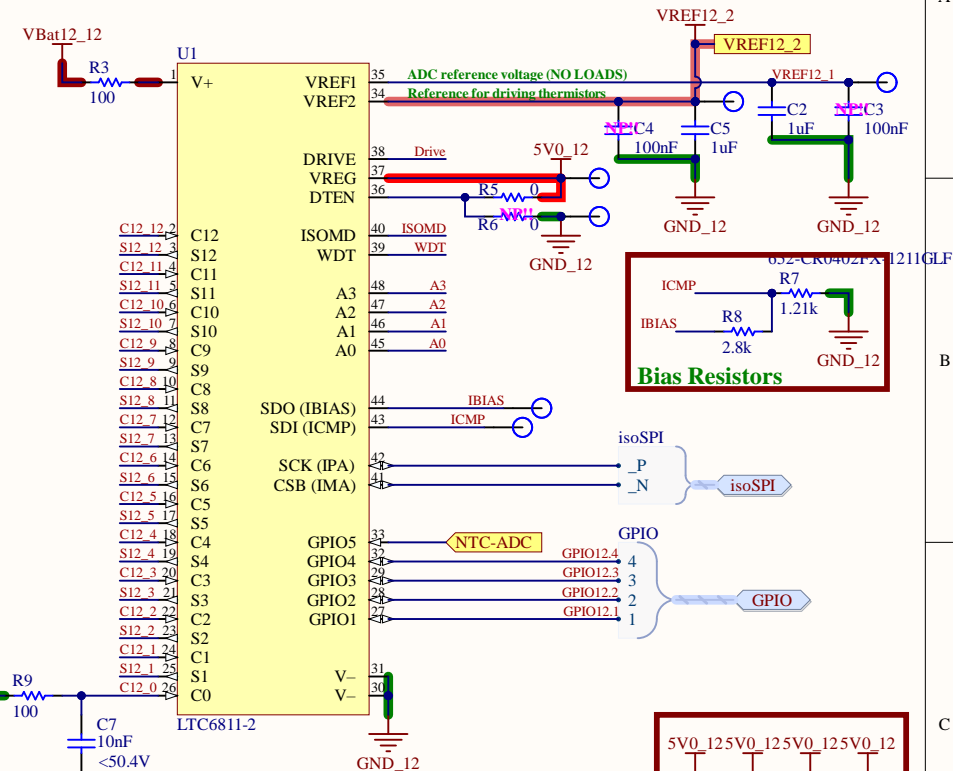 A
VREF12_2
VBat12_12
U1
VREF12_2
R3
100
1
V+
VREF1
35
ADC reference voltage (NO LOADS)
VREF12_1
VREF2
34
Reference for driving thermistors
NP!!
C4
100nF
C5
1uF
C2
1uF
NP!!
C3
100nF
DRIVE
38
Drive
5V0_12
VREG
37
DTEN
36
R5
0
NP!!
R6
0
GND_12
GND_12
GND_12
C12_12
2
C12
ISOMD
40
ISOMD
S12_12
3
S12
WDT
39
WDT
C12_11
4
C11
S12_11
5
S11
A3
48
A3
C12_10
6
C10
A2
47
A2
S12_10
7
S10
A1
46
A1
C12_9
8
C9
A0
45
A0
S12_9
9
S9
C12_8
10
C8
S12_8
11
S8
SDO (IBIAS)
44
IBIAS
C12_7
12
C7
SDI (ICMP)
43
ICMP
S12_7
13
S7
C12_6
14
C6
SCK (IPA)
42
S12_6
15
S6
CSB (IMA)
41
C12_5
16
C5
S12_5
17
S5
C12_4
18
C4
GPIO5
33
NTC-ADC
S12_4
19
S4
GPIO4
32
GPIO12.4
C12_3
20
C3
GPIO3
29
GPIO12.3
S12_3
21
S3
GPIO2
28
GPIO12.2
C12_2
22
C2
GPIO1
27
GPIO12.1
S12_2
23
S2
C12_1
24
C1
S12_1
25
S1
V–
31
C12_0
26
C0
V–
30
LTC6811-2
GND_12
R9
100
C7
10nF
<50.4V
652-CR0402FX-1211GLF
ICMP
R7
1.21k
IBIAS
R8
2.8k
GND_12
Bias Resistors
B
isoSPI
_P
_N
isoSPI
GPIO
4
3
2
1
GPIO
C
5V0_12
5V0_12
5V0_12
5V0_12